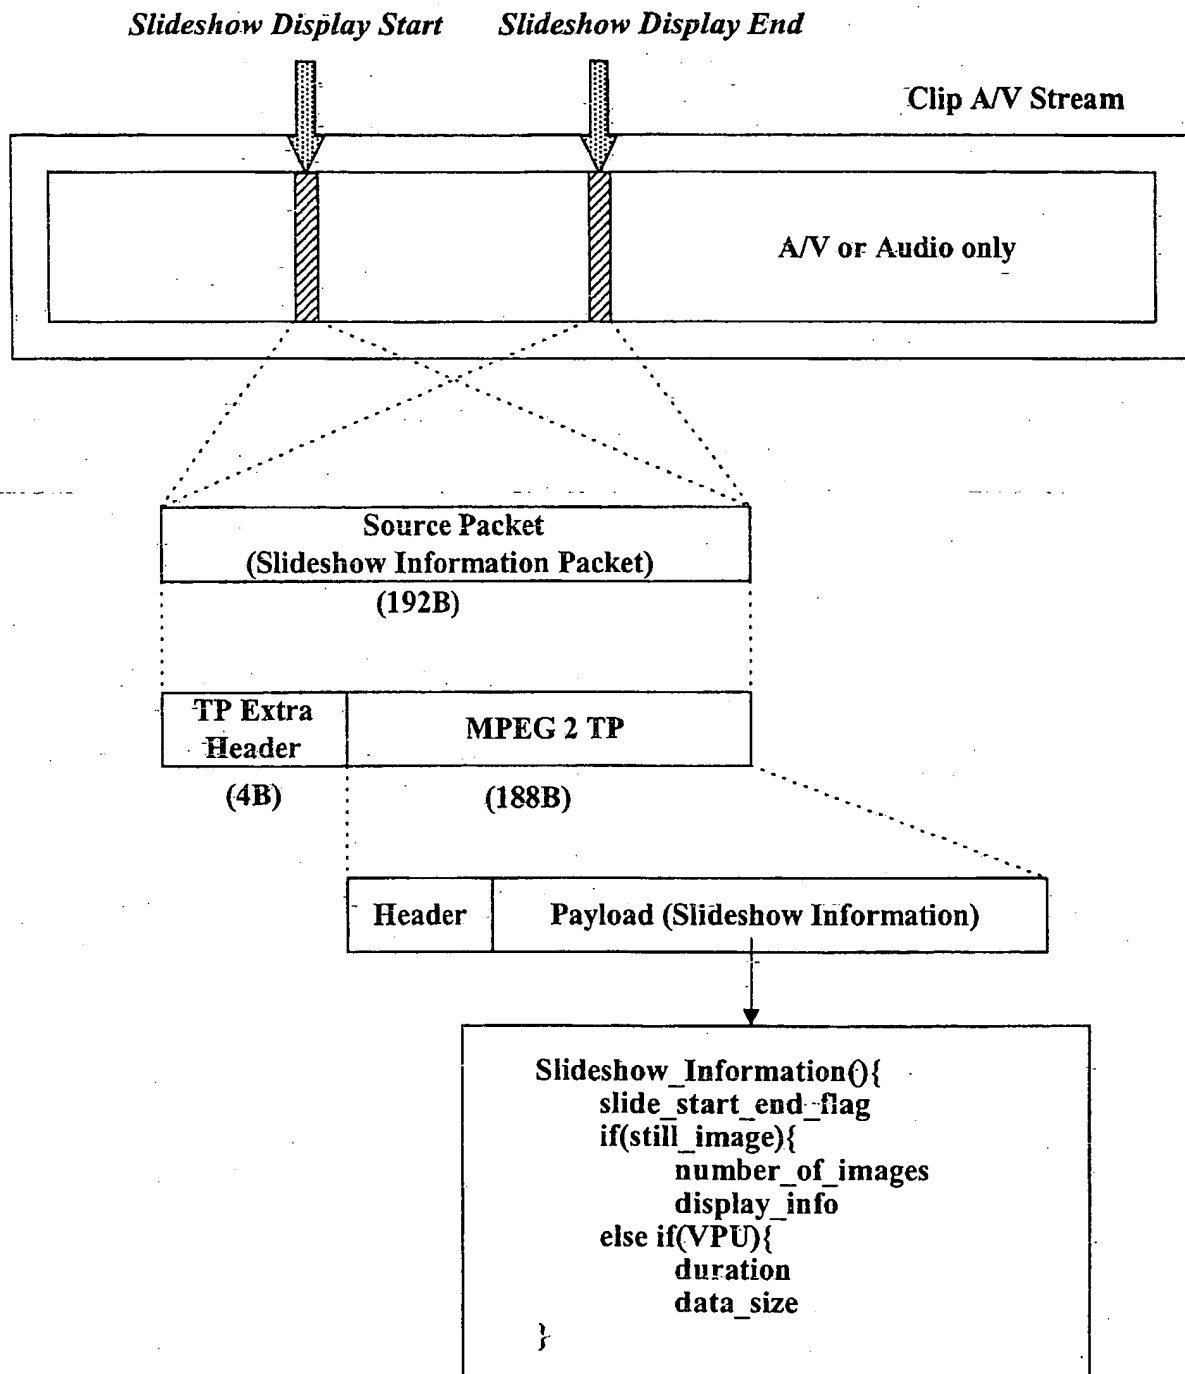 Slideshow Display Start Slideshow Display End
Clip A/V Stream
A/V or Audio only
Source Packet
(Slideshow Information Packet)
(192B)
TP Extra
Header
MPEG 2 TP
(4B) (188B)
Header Payload (Slideshow Information)
Slideshow_Information(){
slide_start_end_flag
if(still_image){
number_of_images
display_info
else if(VPU){
duration
data_size
}